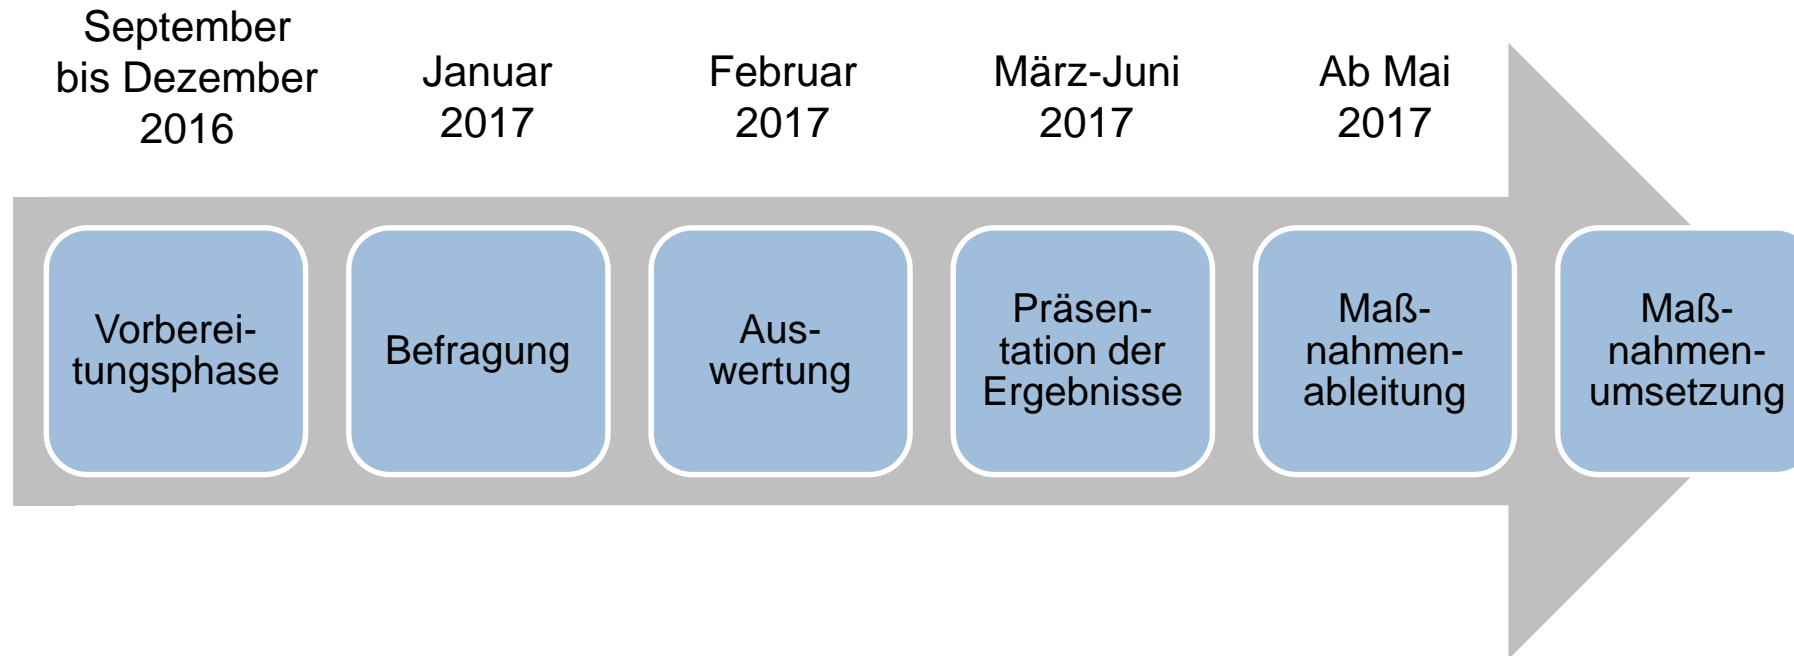 September
bis Dezember
2016
Januar
2017
Februar
2017
März-Juni
2017
Ab Mai
2017
Vorberei-
tungsphase
Befragung
Aus-
wertung
Präsen-
tation der
Ergebnisse
Maß-
nahmen-
ableitung
Maß-
nahmen-
umsetzung